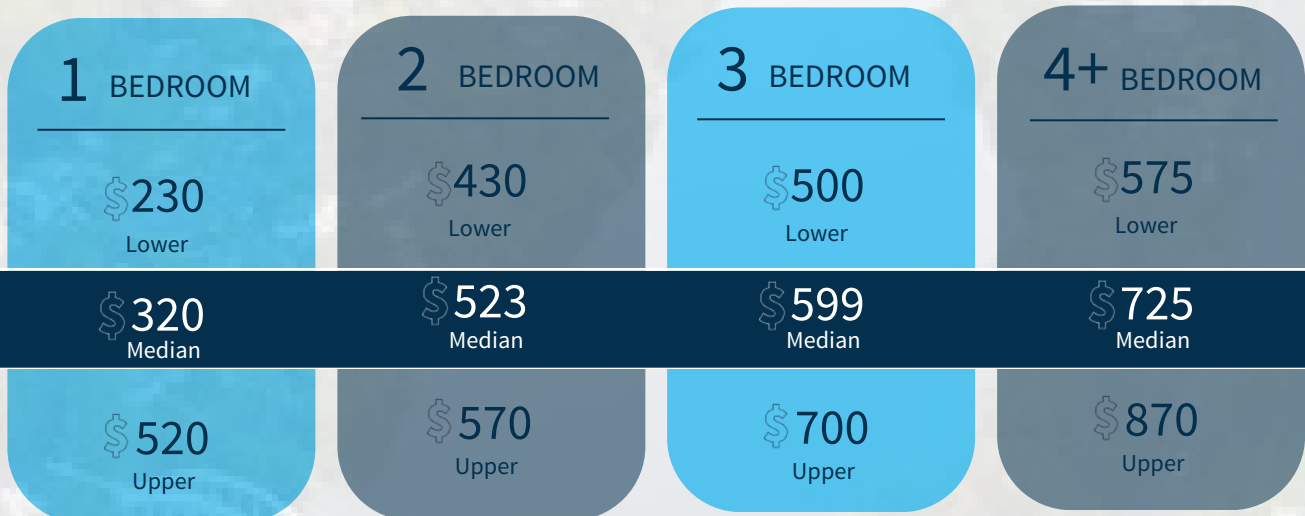 1 BEDROOM
$230
Lower
$320
Median
$520
Upper
2 BEDROOM
$430
Lower
$523
Median
$570
Upper
3 BEDROOM
$500
Lower
$599
Median
$700
Upper
4+ BEDROOM
$575
Lower
$725
Median
$870
Upper